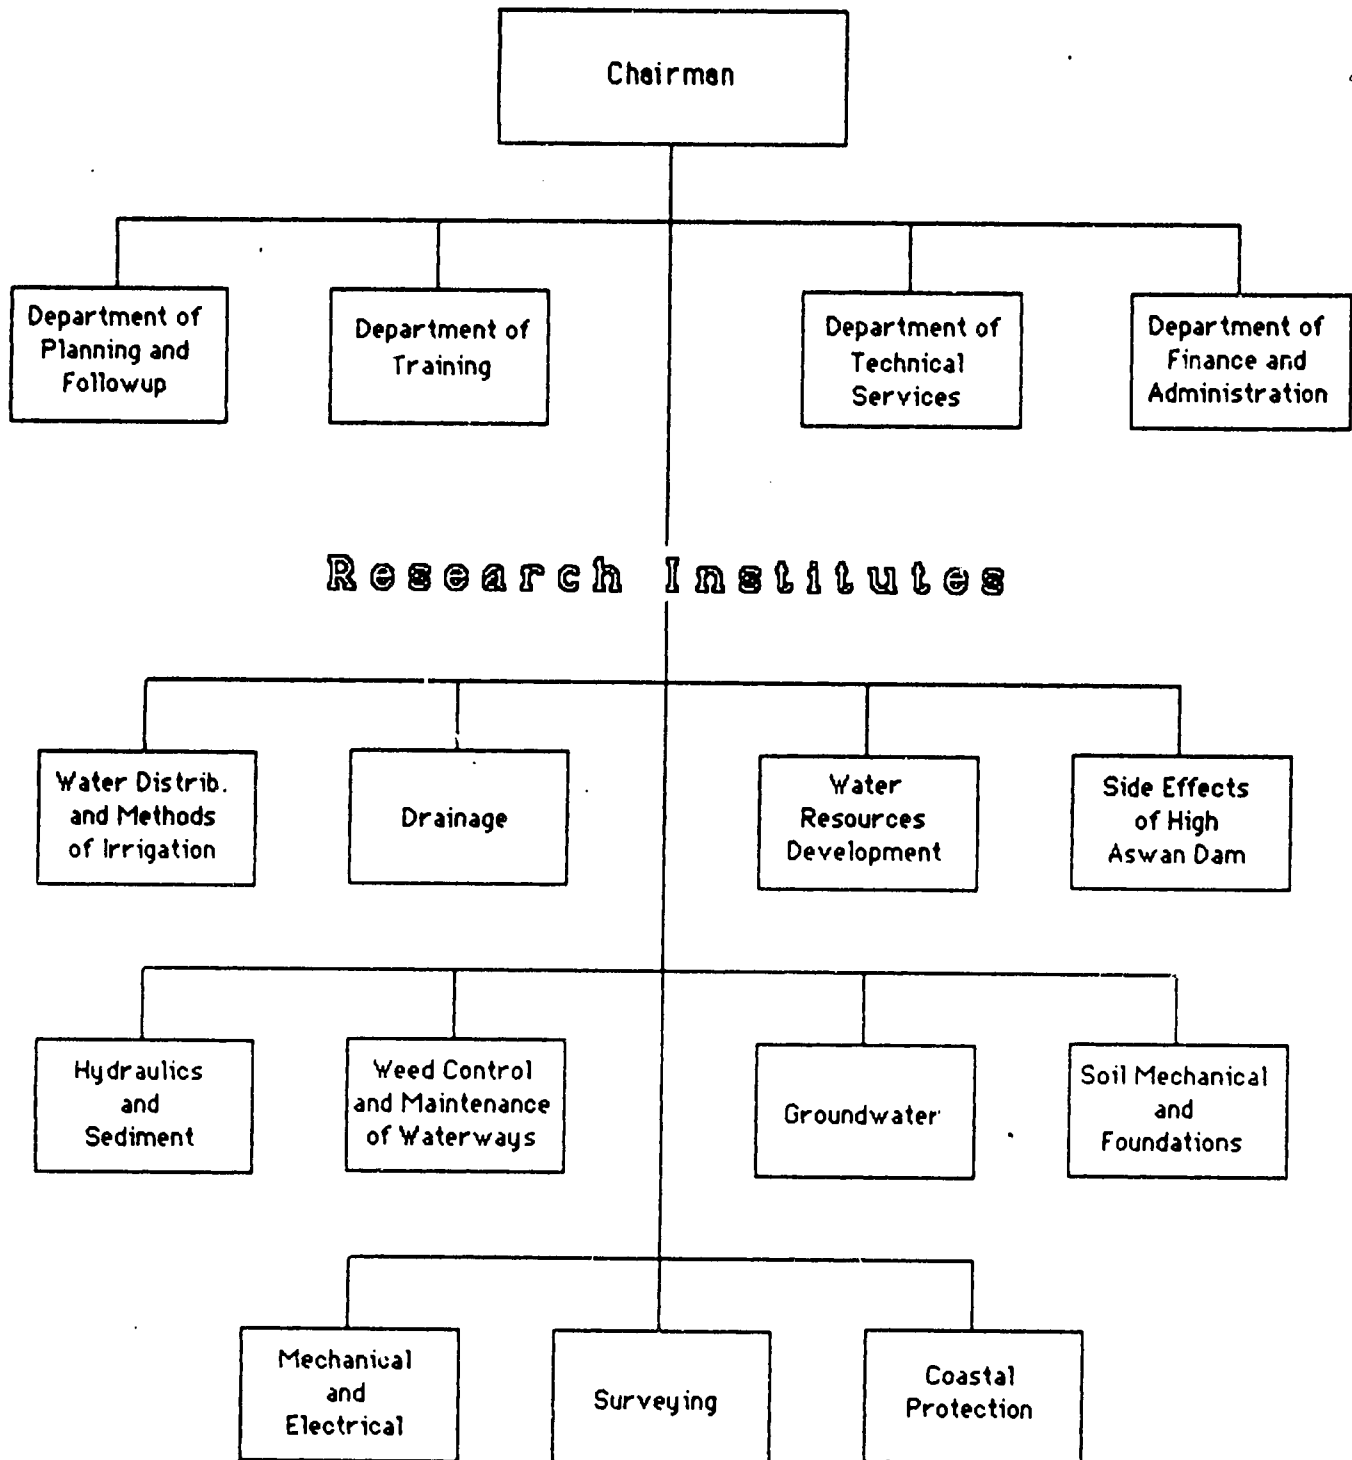 Chairman
Department of
Planning and
Followup
Department of
Training
Department of
Technical
Services
Department of
Finance and
Administration
Research Institutes
Water Distrib.
and Methods
of Irrigation
Drainage
Water
Resources
Development
Side Effects
of High
Aswan Dam
Hydraulics
and
Sediment
Weed Control
and Maintenance
of Waterways
Groundwater
Soil Mechanical
and
Foundations
Mechanical
and
Electrical
Surveying
Coastal
Protection